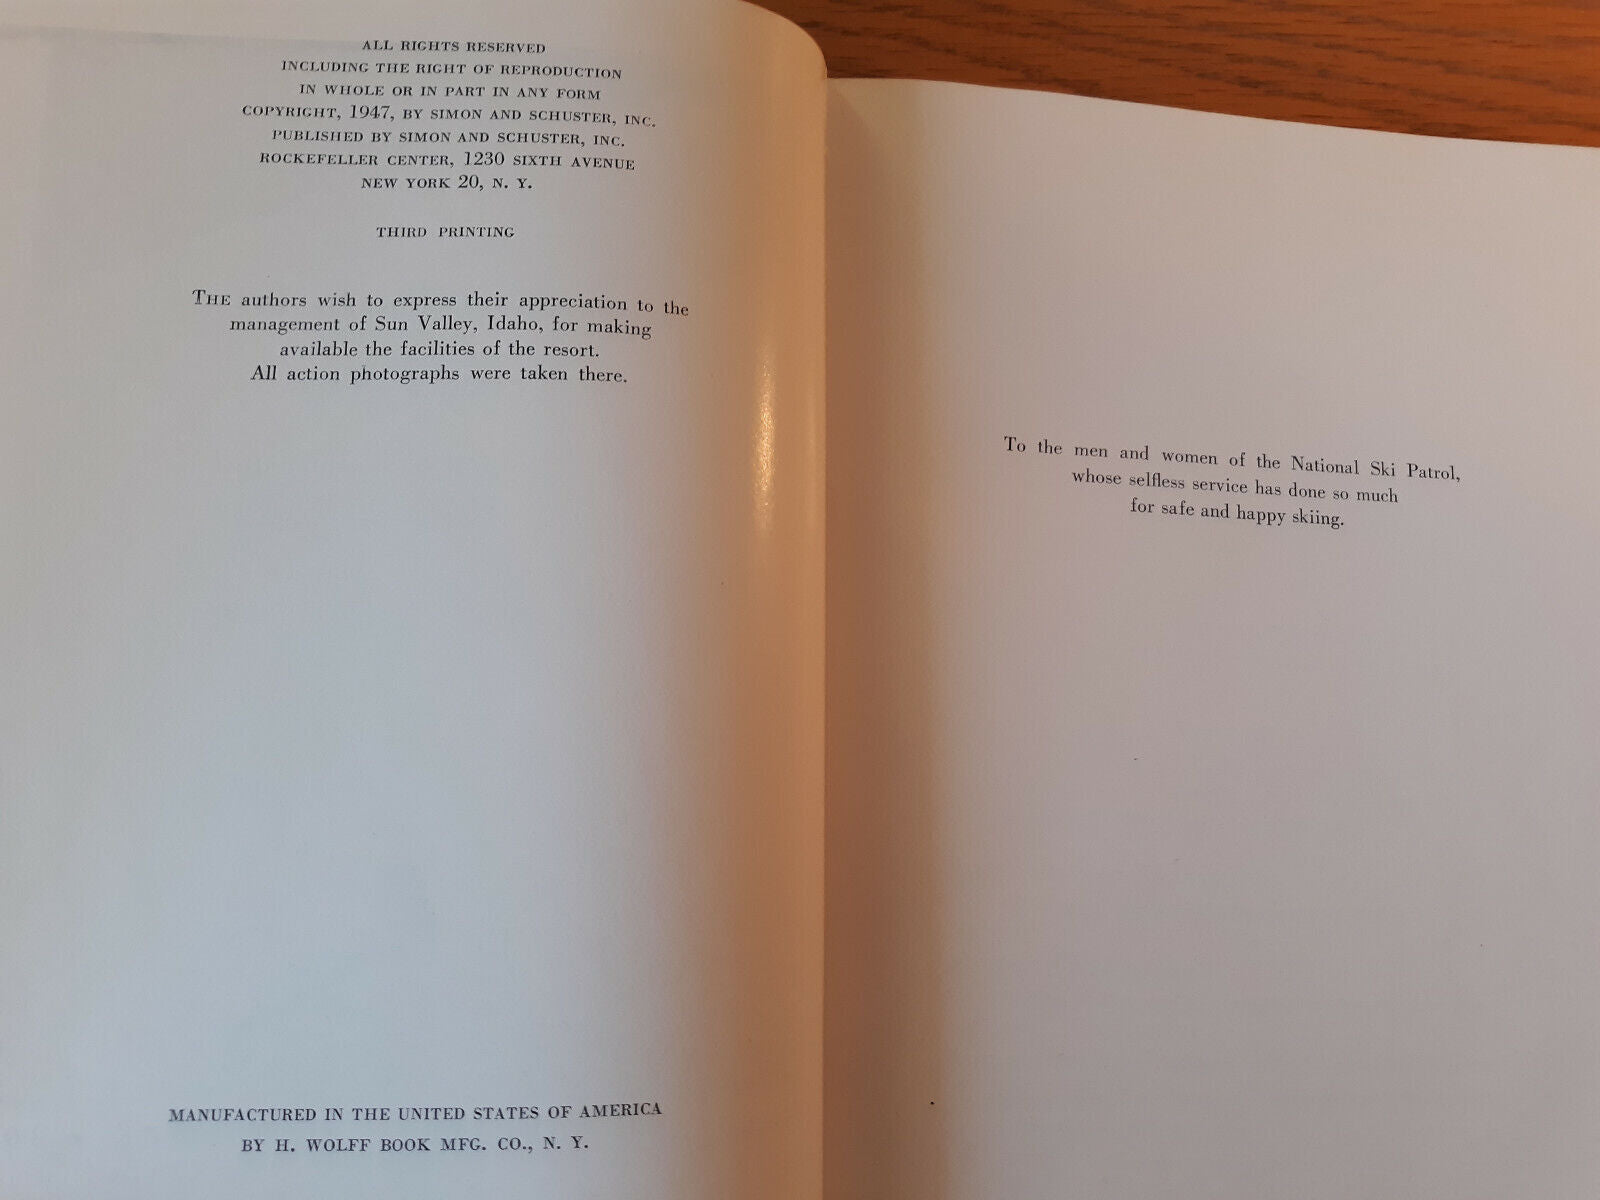 ALL RIGHTS RESERVED
INCLUDING THE RIGHT OF REPRODUCTION
IN WHOLE OR IN PART IN ANY FORM
COPYRIGHT, 1947, BY SIMON AND SCHUSTER, INC.
PUBLISHED BY SIMON AND SCHUSTER, INC.
ROCKEFELLER CENTER, 1230 SIXTH AVENUE
NEW YORK 20, N. Y.
THIRD PRINTING
THE authors wish to express their appreciation to the
management of Sun Valley, Idaho, for making
available the facilities of the resort.
All action photographs were taken there.
MANUFACTURED IN THE UNITED STATES OF AMERICA
BY H. WOLFF BOOK MFG. CO., N. Y.
To the men and women of the National Ski Patrol,
whose selfless service has done so much
for safe and happy skiing.